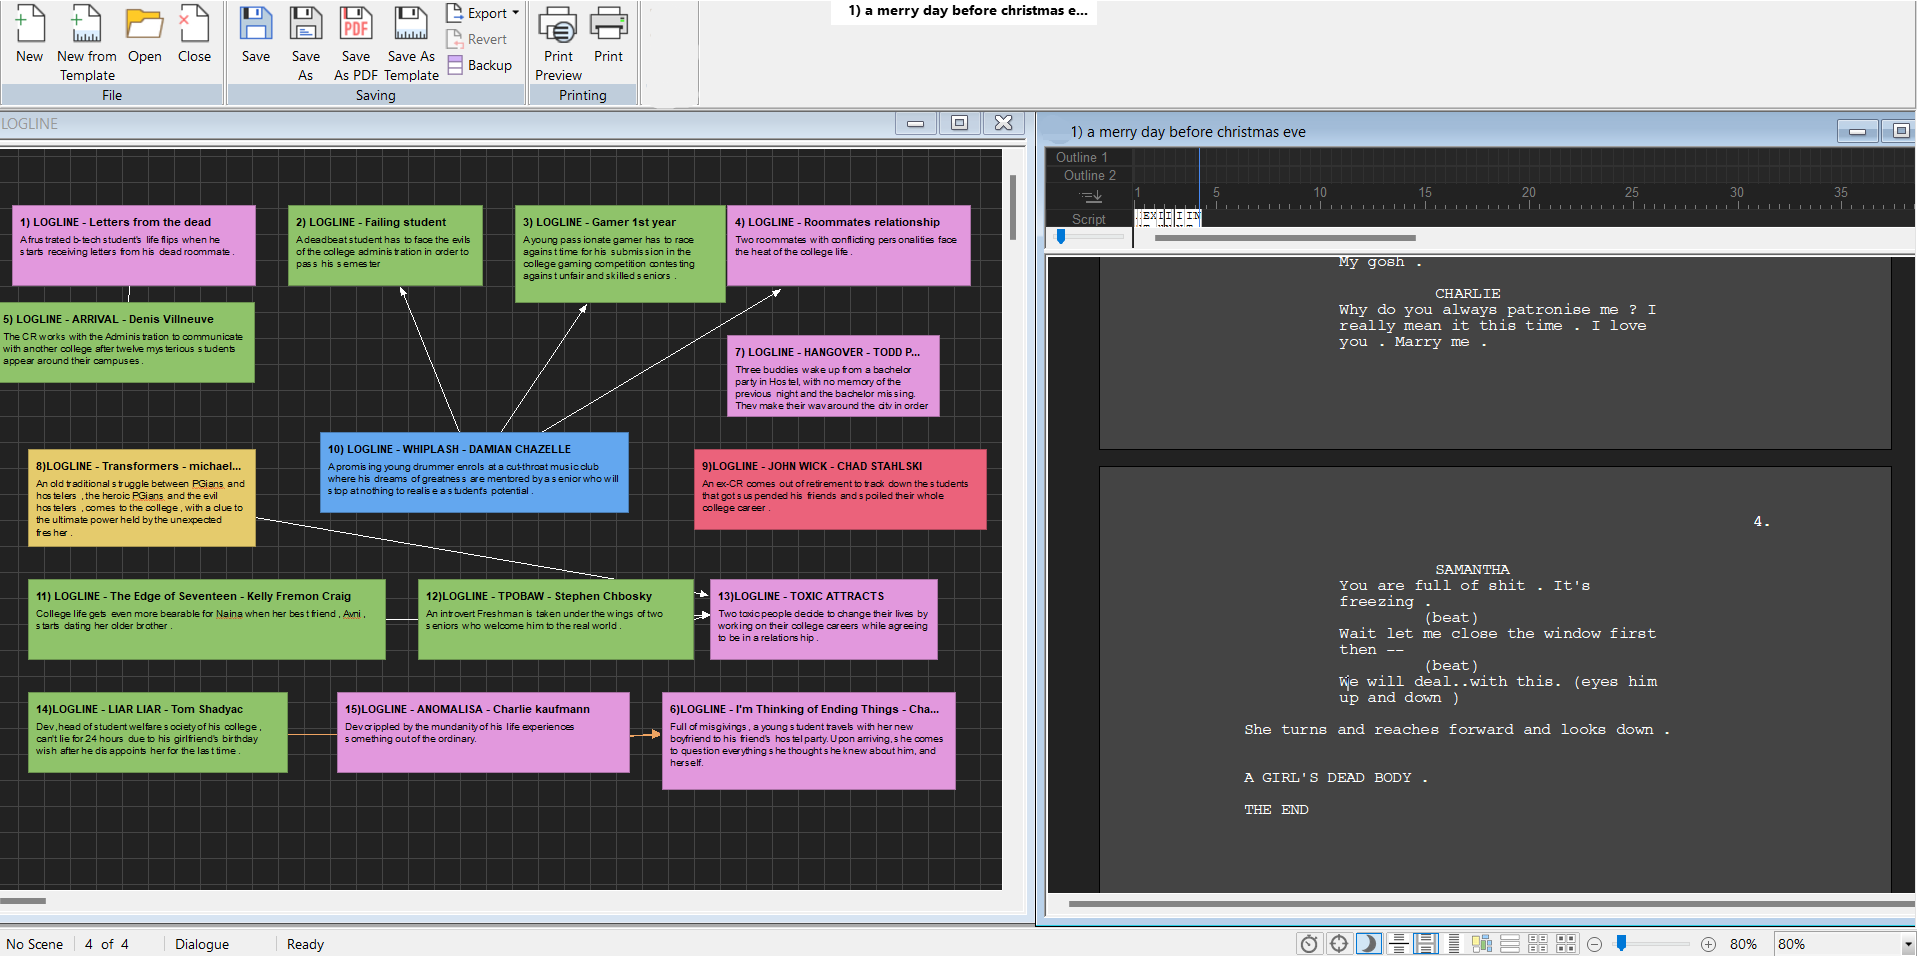 1) a merry day before christmas e...
Export
Revert
Backup
New
New from
Template
Open
Close
Save
Save
As
Save
As PDF
Save As
Template
Print
Preview
Print
File
Saving
Printing
LOGLINE
1) LOGLINE - Letters from the dead
A frustrated b-tech student's life flips when he
starts receiving letters from his dead roommate .
2) LOGLINE - Failing student
A deadbeat student has to face the evils
of the college administration in order to
pass his semester
3) LOGLINE - Gamer 1st year
A young passionate gamer has to race
against time for his submission in the
college gaming competition contesting
against unfair and skilled seniors .
4) LOGLINE - Roommates relationship
Two roommates with conflicting personalities face
the heat of the college life .
5) LOGLINE - ARRIVAL - Denis Villneuve
The CR works with the Administration to communicate
with another college after twelve mysterious students
appear around their campuses .
7) LOGLINE - HANGOVER - TODD P...
Three buddies wake up from a bachelor
party in Hostel, with no memory of the
previous night and the bachelor missing.
They make their way around the city in order
10) LOGLINE - WHIPLASH - DAMIAN CHAZELLE
A promising young drummer enrols at a cut-throat music club
where his dreams of greatness are mentored by a senior who will
stop at nothing to realise a student's potential .
8)LOGLINE - Transformers - michael...
An old traditional struggle between PGians and
hostelers , the heroic PGians and the evil
hostelers , comes to the college , with a clue to
the ultimate power held by the unexpected
fresher .
9)LOGLINE - JOHN WICK - CHAD STAHLSKI
An ex-CR comes out of retirement to track down the students
that got suspended his friends and spoiled their whole
college career .
11) LOGLINE - The Edge of Seventeen - Kelly Fremon Craig
College life gets even more bearable for Naina when her best friend , Avni ,
starts dating her older brother .
12)LOGLINE - TPOBAW - Stephen Chbosky
An introvert Freshman is taken under the wings of two
seniors who welcome him to the real world .
13)LOGLINE - TOXIC ATTRACTS
Two toxic people decide to change their lives by
working on their college careers while agreeing
to be in a relationship .
14)LOGLINE - LIAR LIAR - Tom Shadyac
Dev,head of student welfare society of his college ,
can't lie for 24 hours due to his girlfriend's birthday
wish after he disappoints her for the last time .
15)LOGLINE - ANOMALISA - Charlie kaufmann
Dev crippled by the mundanity of his life experiences
something out of the ordinary.
6)LOGLINE - I'm Thinking of Ending Things - Cha...
Full of misgivings, a young student travels with her new
boyfriend to his friend's hostel party. Upon arriving, she comes
to question everything she thought she knew about him, and
herself.
1) a merry day before christmas eve
Outline 1
Outline 2
1 5 10 15 20 25 30 35
Script
My gosh .
CHARLIE
Why do you always patronise me ? I
really mean it this time . I love
you . Marry me .
4.
SAMANTHA
You are full of shit . It's
freezing .
(beat)
Wait let me close the window first
then --
(beat)
We will deal..with this. (eyes him
up and down )
She turns and reaches forward and looks down .
A GIRL'S DEAD BODY .
THE END
No Scene
4 of 4
Dialogue
Ready
80%
80%